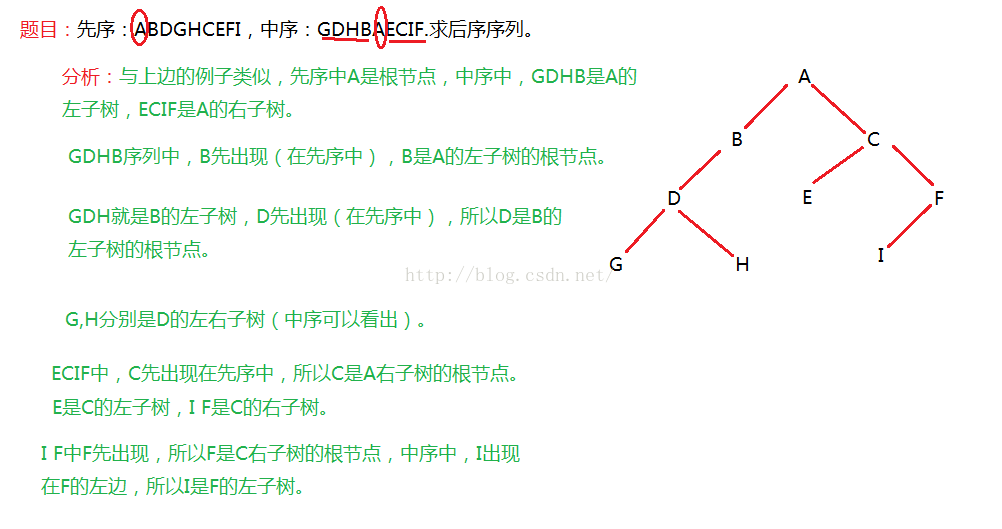 题目：先序：ABDGHCEFI，中序：GDHBAECIF.求后序序列。
分析：与上边的例子类似，先序中A是根节点，中序中，GDHB是A的
左子树，ECIF是A的右子树。
GDHB序列中，B先出现（在先序中），B是A的左子树的根节点。
GDH就是B的左子树，D先出现（在先序中），所以D是B的
左子树的根节点。
G,H分别是D的左右子树（中序可以看出）。
ECIF中，C先出现在先序中，所以C是A右子树的根节点。
E是C的左子树，I F是C的右子树。
I F中F先出现，所以F是C右子树的根节点，中序中，I出现
在F的左边，所以I是F的左子树。
A
B
C
D
E
F
G
H
I
http://blog.csdn.net/